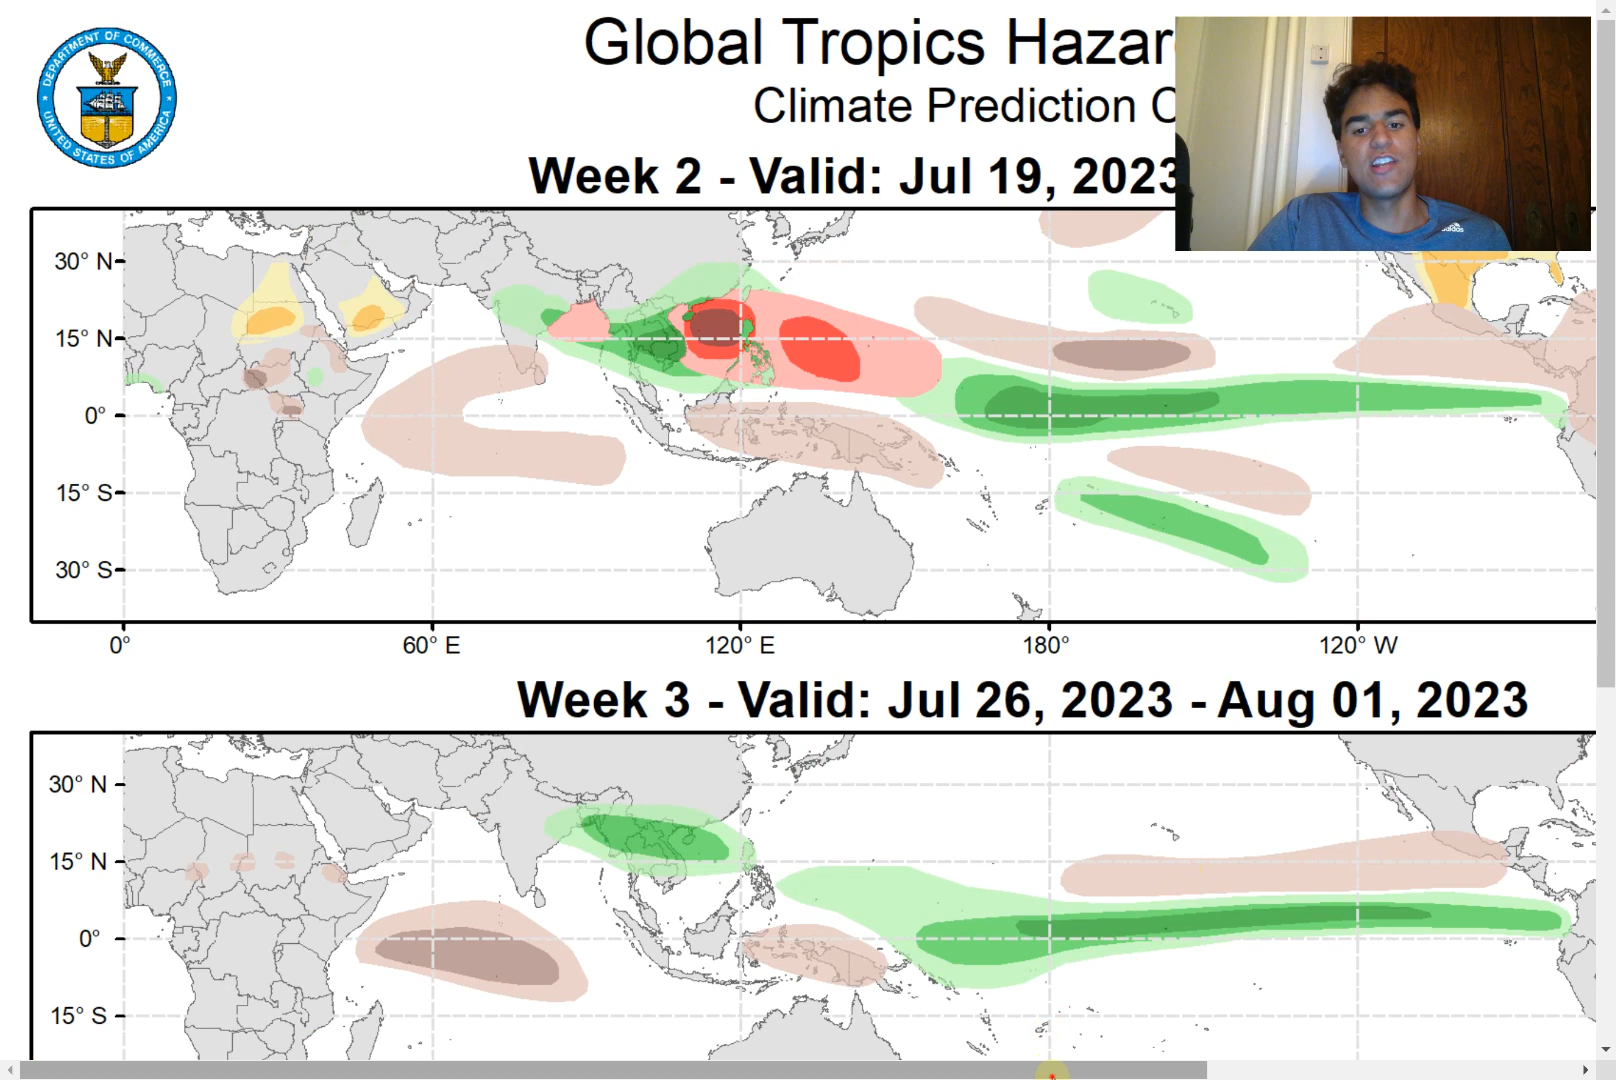 Global Tropics Hazar
Climate Prediction C
DEPARTMENT OF COMMERCE
UNITED STATES OF AMERICA
Week 2 - Valid: Jul 19, 2023
adidas
30° N
15° N
0°
15° S
30° S
0°
60° E
120° E
180°
120° W
Week 3 - Valid: Jul 26, 2023 - Aug 01, 2023
30° N
15° N
0°
15° S